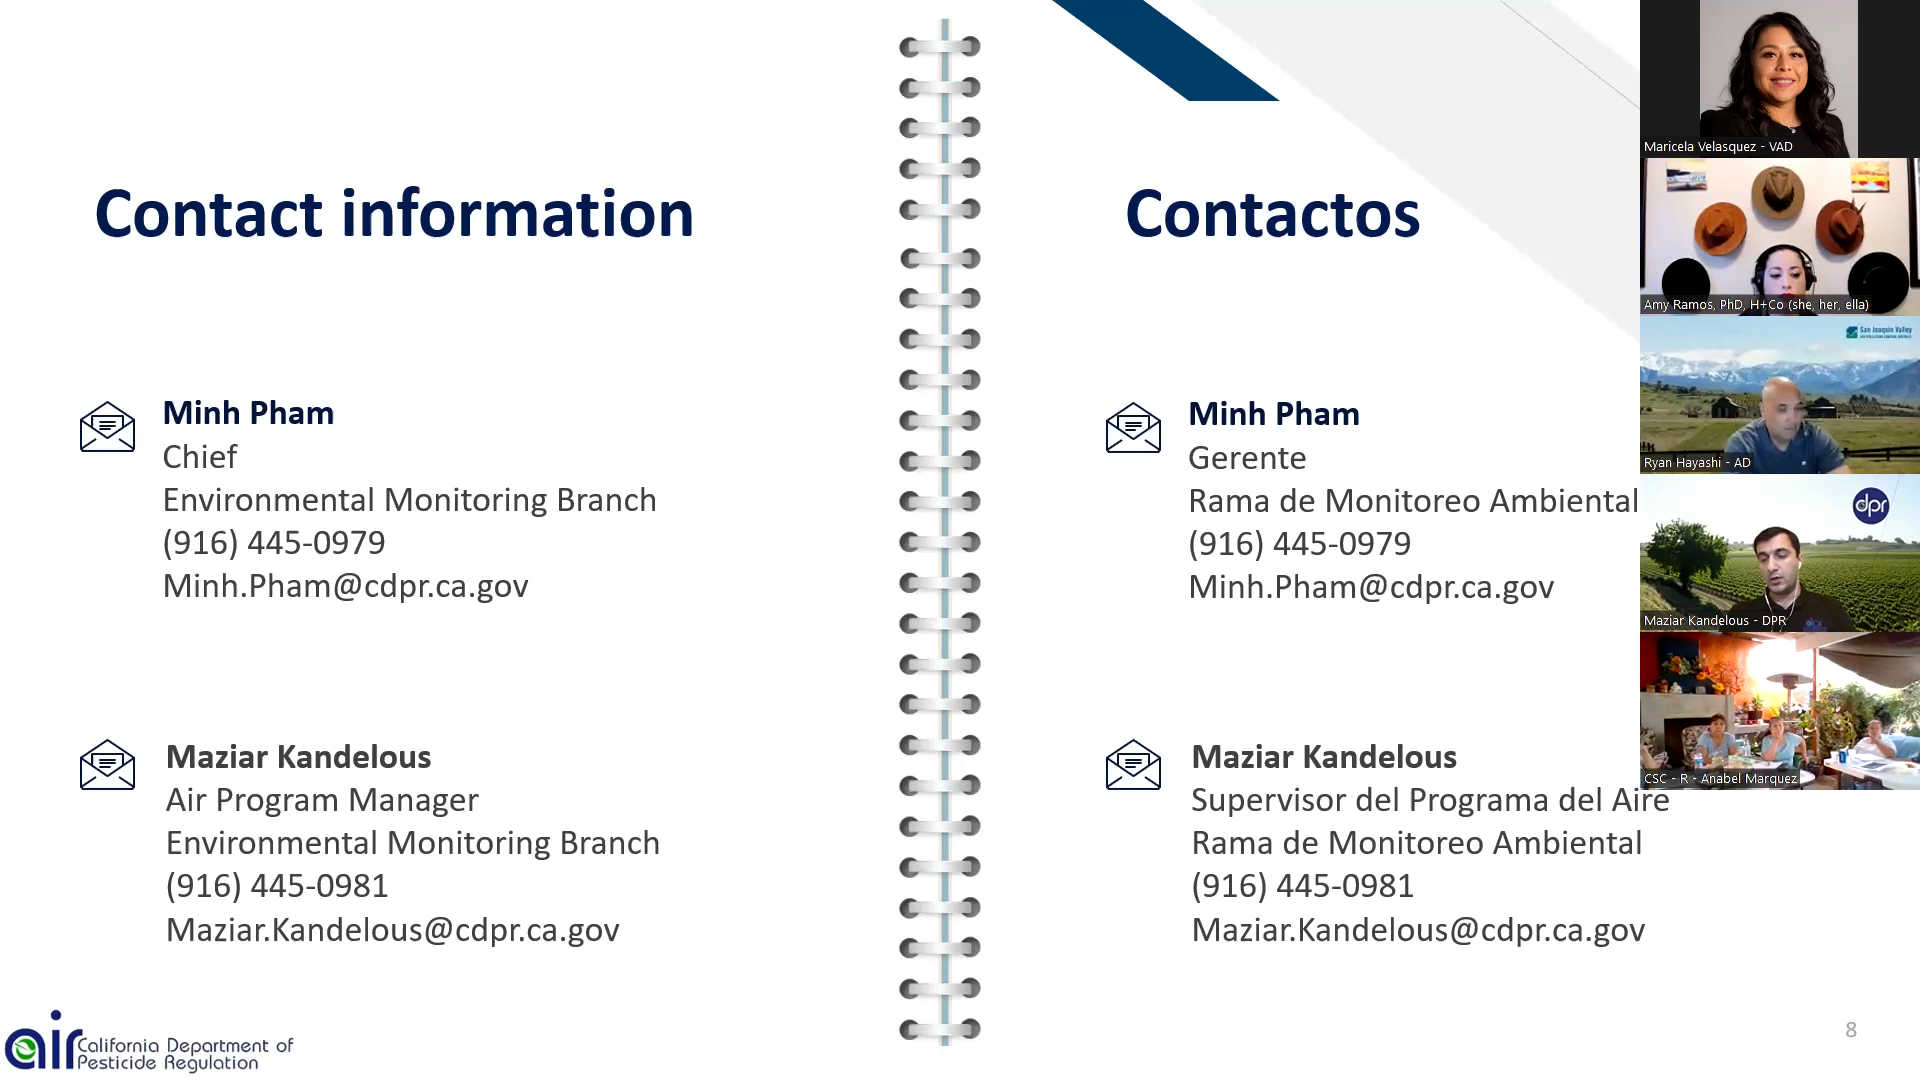 Contact information
Minh Pham
Chief
Environmental Monitoring Branch
(916) 445-0979
Minh.Pham@cdpr.ca.gov
Maziar Kandelous
Air Program Manager
Environmental Monitoring Branch
(916) 445-0981
Maziar.Kandelous@cdpr.ca.gov
air California Department of
Pesticide Regulation
Contactos
Minh Pham
Gerente
Rama de Monitoreo Ambiental
(916) 445-0979
Minh.Pham@cdpr.ca.gov
Maziar Kandelous
Supervisor del Programa del Aire
Rama de Monitoreo Ambiental
(916) 445-0981
Maziar.Kandelous@cdpr.ca.gov
8
Maricela Velasquez - VAD
Amy Ramos, PhD, H+Co (she, her, ella)
San Joaquin Valley
Ryan Hayashi - AD
dpr
Maziar Kandelous - DPR
CSC - R - Anabel Marquez